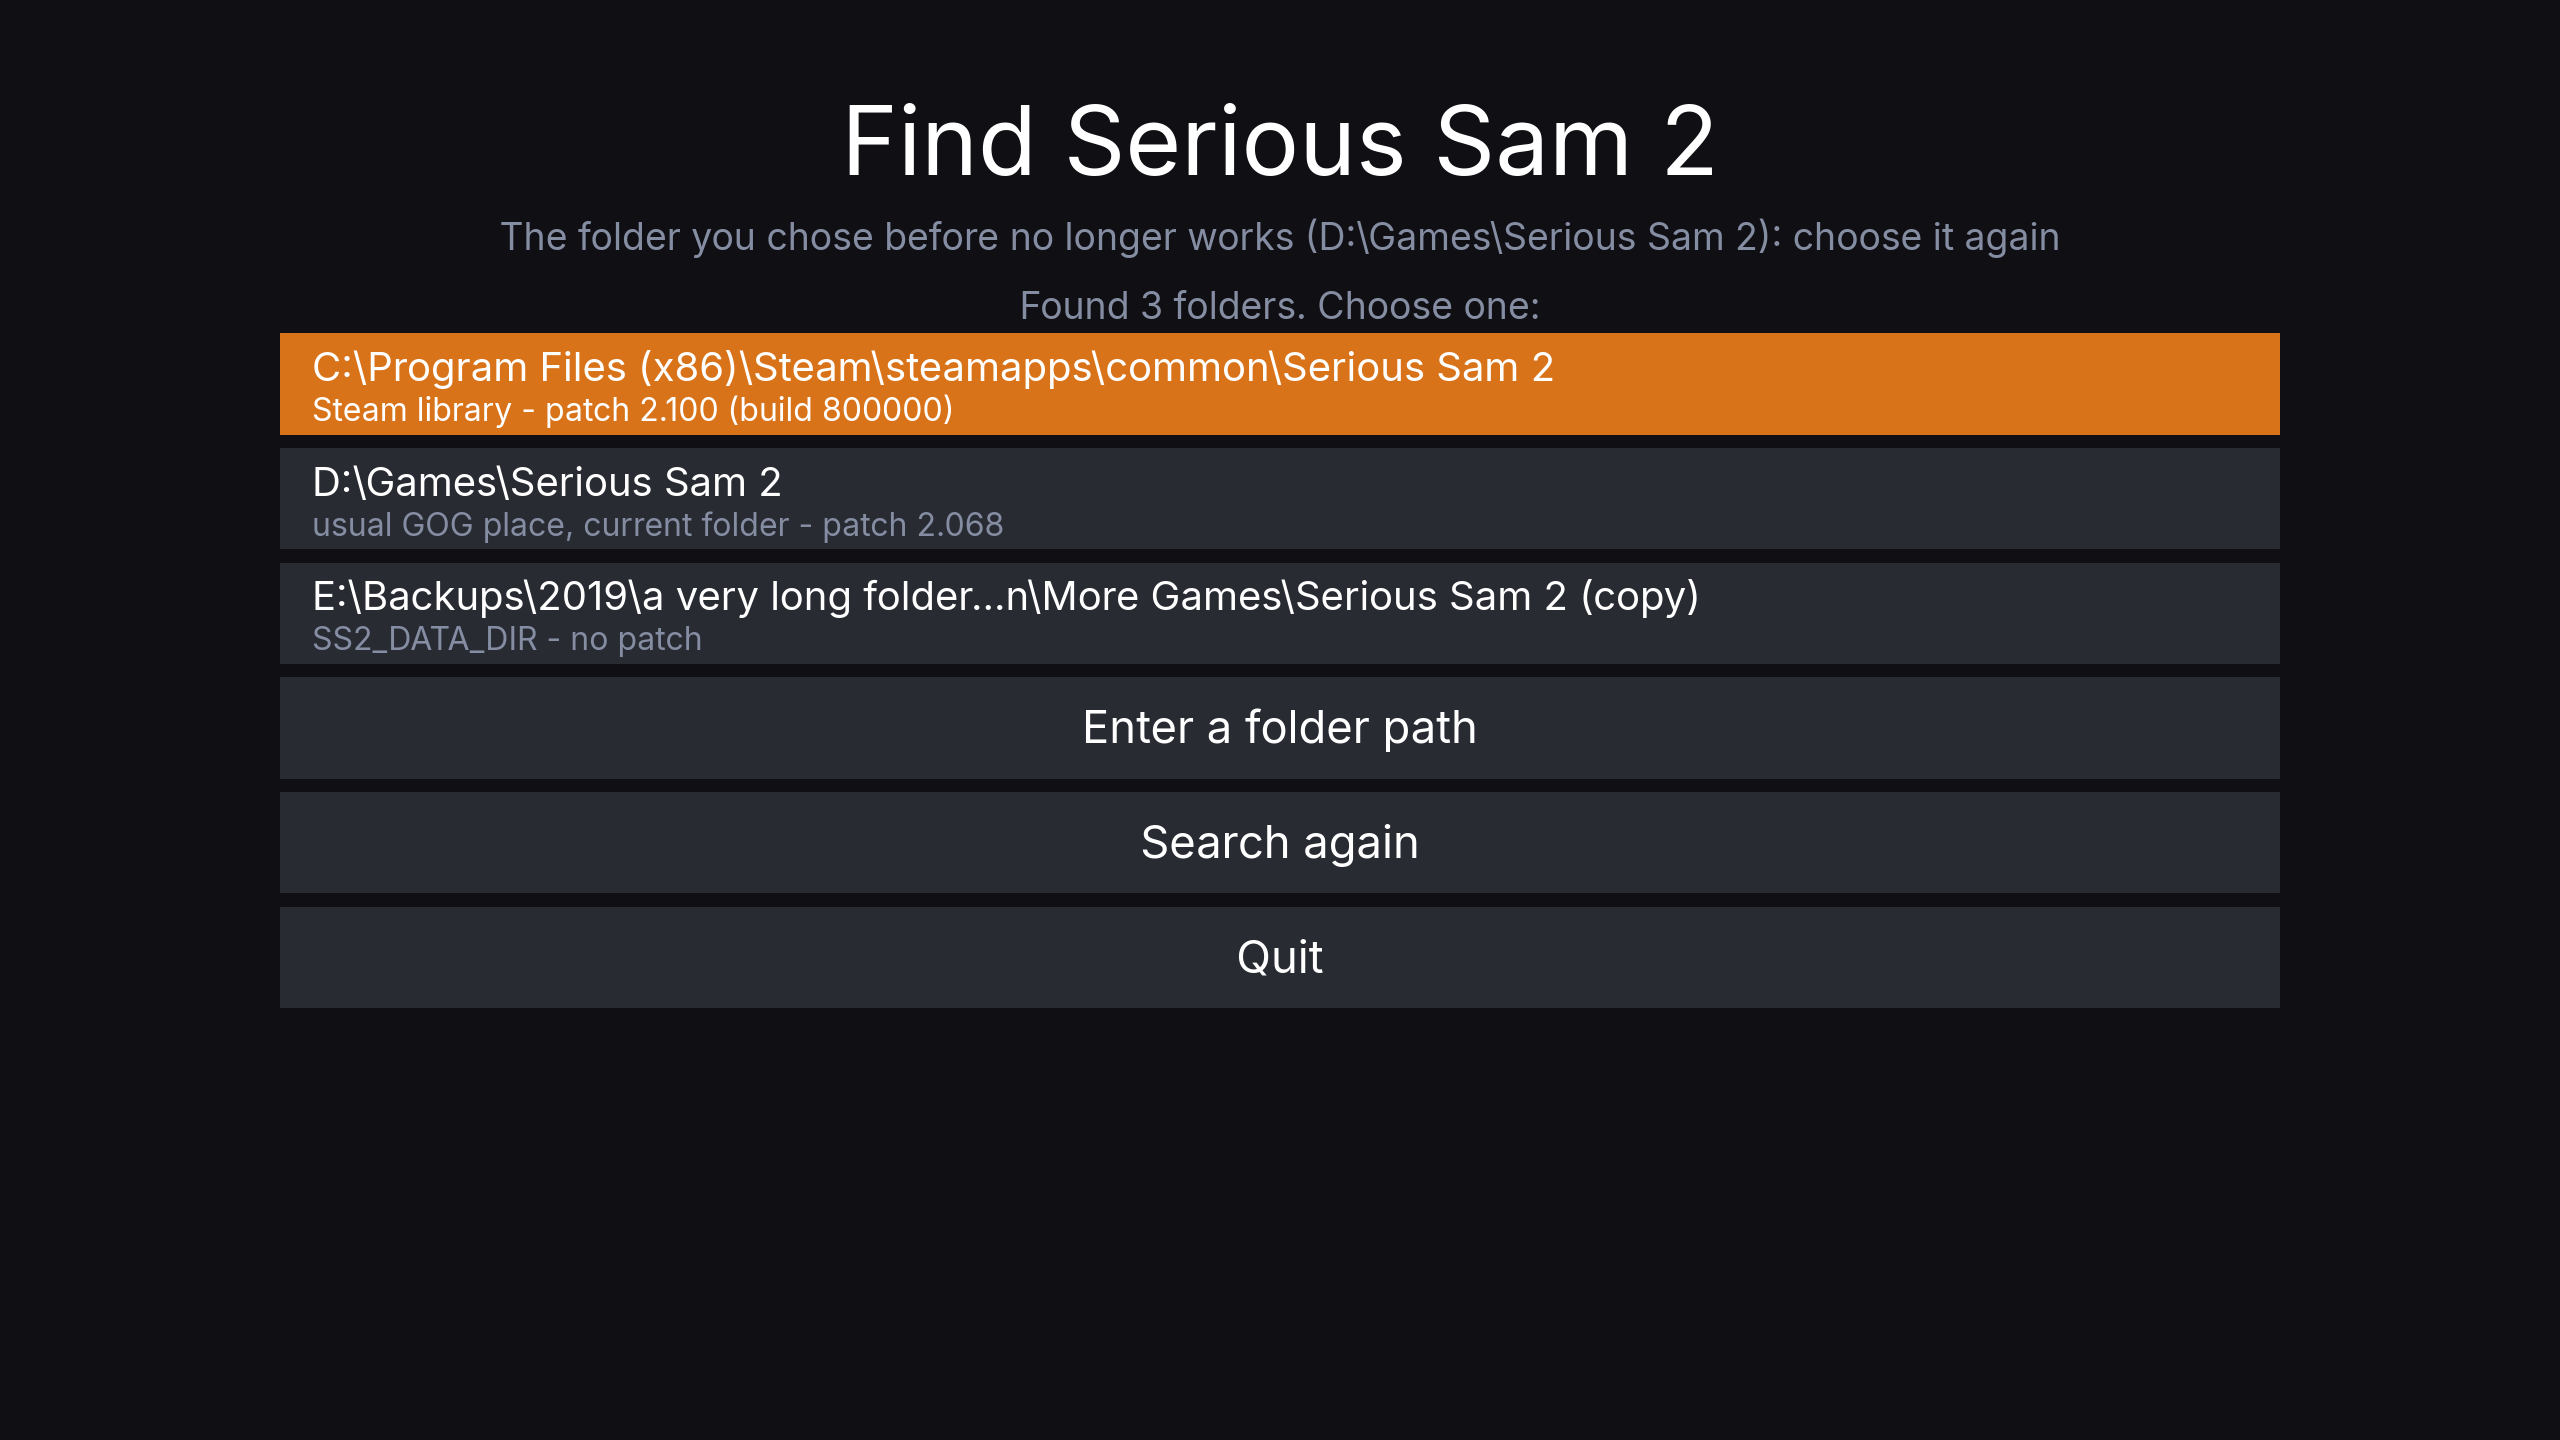 Find Serious Sam 2
The folder you chose before no longer works (D:\Games\Serious Sam 2): choose it again
Found 3 folders. Choose one:
C:\Program Files (x86)\Steam\steamapps\common\Serious Sam 2
Steam library - patch 2.100 (build 800000)
D:\Games\Serious Sam 2
usual GOG place, current folder - patch 2.068
E:\Backups\2019\a very long folder...n\More Games\Serious Sam 2 (copy)
SS2_DATA_DIR - no patch
Enter a folder path
Search again
Quit